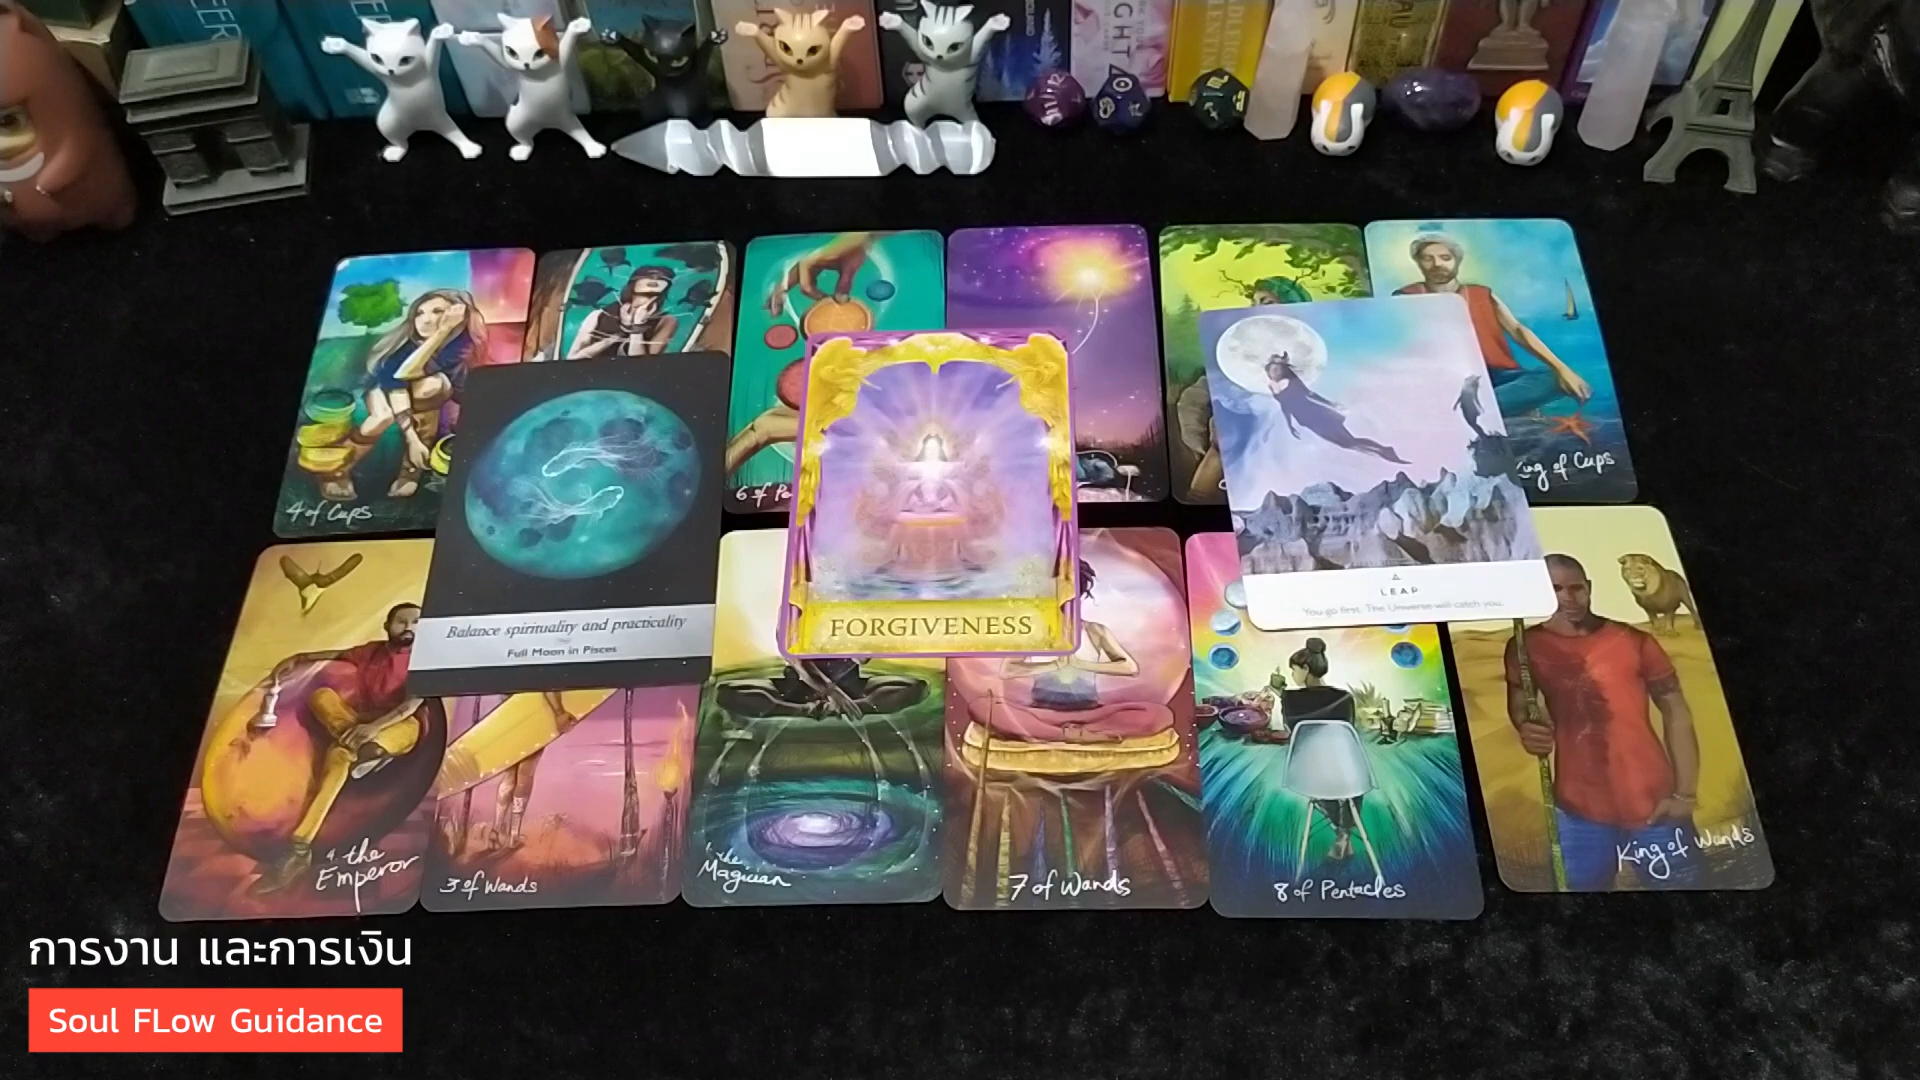 GHT
4 of Cups
6 of Pe
King of Cups
Balance spirituality and practicality
Full Moon in Pisces
FORGIVENESS
LEAP
You go first. The Universe will catch you.
4. the
Emperor
3 of Wands
1. the
Magician
7 of Wands
8 of Pentacles
King of Wands
การงาน และการเงิน
Soul FLow Guidance